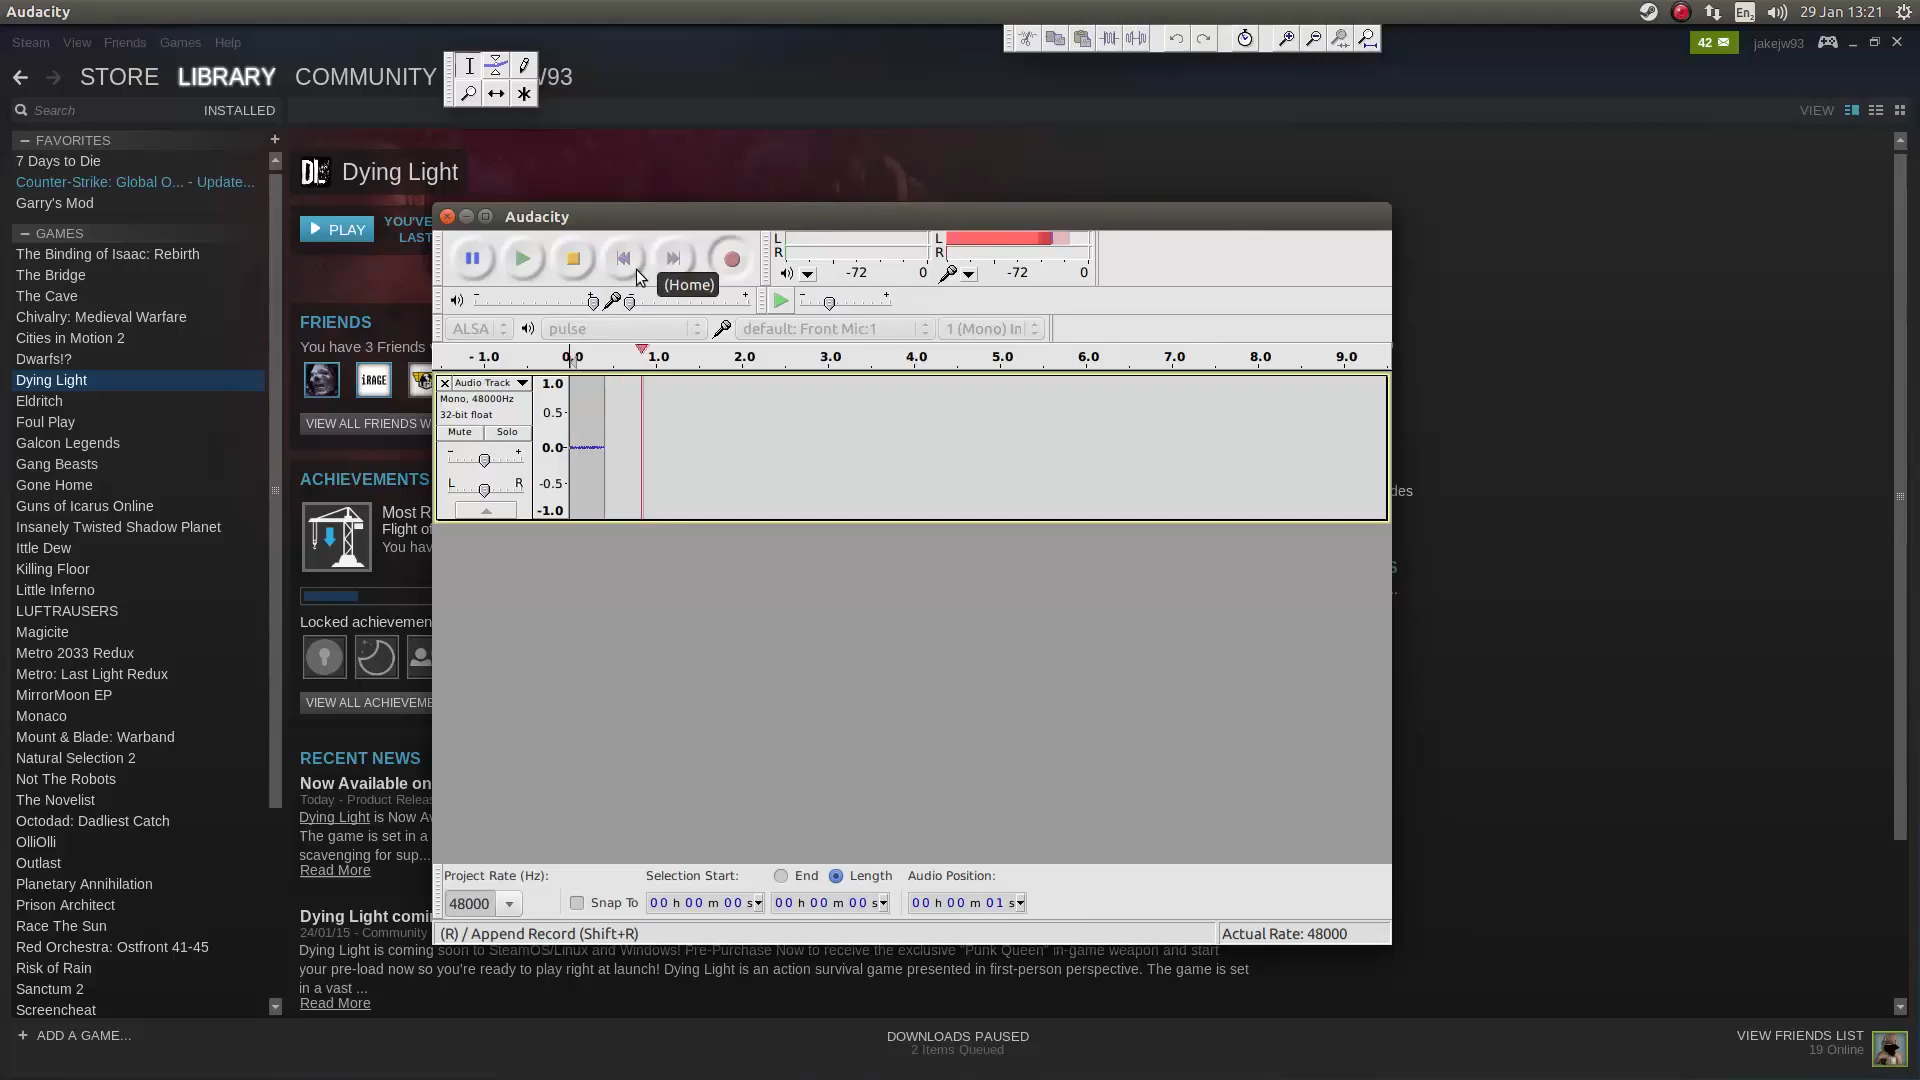 Audacity
En2
29 Jan 13:21
Steam View Friends Games Help
42
jakejw93
STORE LIBRARY COMMUNITY
W93
Search
INSTALLED
VIEW
FAVORITES
7 Days to Die
Counter-Strike: Global O... - Update...
Garry's Mod
GAMES
The Binding of Isaac: Rebirth
The Bridge
The Cave
Chivalry: Medieval Warfare
Cities in Motion 2
Dwarfs!?
Dying Light
Eldritch
Foul Play
Galcon Legends
Gang Beasts
Gone Home
Guns of Icarus Online
Insanely Twisted Shadow Planet
Ittle Dew
Killing Floor
Little Inferno
LUFTRAUSERS
Magicite
Metro 2033 Redux
Metro: Last Light Redux
MirrorMoon EP
Monaco
Mount & Blade: Warband
Natural Selection 2
Not The Robots
The Novelist
Octodad: Dadliest Catch
OlliOlli
Outlast
Planetary Annihilation
Prison Architect
Race The Sun
Red Orchestra: Ostfront 41-45
Risk of Rain
Sanctum 2
Screencheat
+ ADD A GAME...
Dying Light
PLAY
YOU'VE
LAST
FRIENDS
You have 3 Friends
iRAGE
VIEW ALL FRIENDS W
ACHIEVEMENTS
Most R
Flight of
You hav
Locked achievemen
VIEW ALL ACHIEVEME
RECENT NEWS
Now Available on
Today - Product Releas
Dying Light is Now Av
The game is set in a
scavenging for sup...
Read More
Dying Light comi
24/01/15 - Community
Dying Light is coming soon to SteamOS/Linux and Windows! Pre-Purchase Now to receive the exclusive "Punk Queen" in-game weapon and start
your pre-load now so you're ready to play right at launch! Dying Light is an action survival game presented in first-person perspective. The game is set
in a vast ...
Read More
des
S
Audacity
L
R
-72 0
L
R
-72 0
(Home)
ALSA
pulse
default: Front Mic:1
1 (Mono) In
- 1.0 0.0 1.0 2.0 3.0 4.0 5.0 6.0 7.0 8.0 9.0
Audio Track
Mono, 48000Hz
32-bit float
Mute Solo
L R
1.0
0.5
0.0
-0.5
-1.0
Project Rate (Hz):
48000
Snap To
Selection Start:
End Length
Audio Position:
00 h 00 m 00 s
00 h 00 m 00 s
00 h 00 m 01 s
(R) / Append Record (Shift+R)
Actual Rate: 48000
DOWNLOADS PAUSED
2 Items Queued
VIEW FRIENDS LIST
19 Online